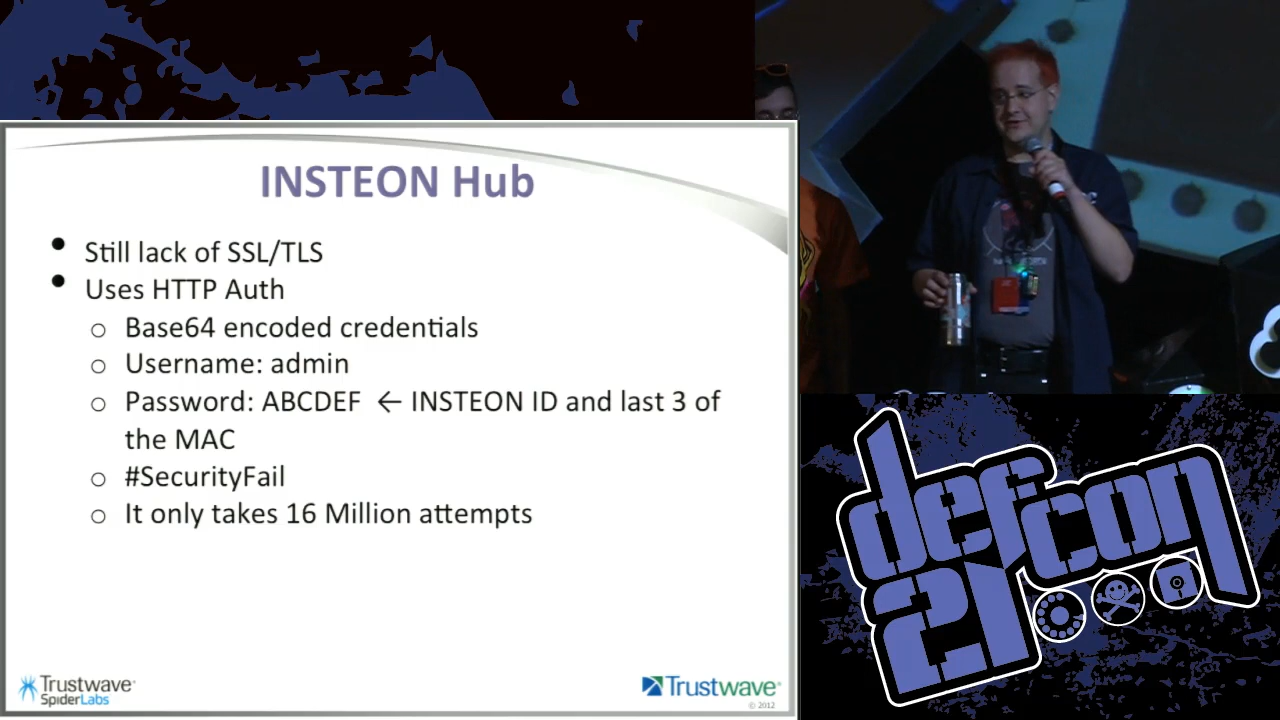 INSTEON Hub
• Still lack of SSL/TLS
• Uses HTTP Auth
o Base64 encoded credentials
o Username: admin
o Password: ABCDEF ← INSTEON ID and last 3 of
the MAC
o #SecurityFail
o It only takes 16 Million attempts
Trustwave®
SpiderLabs
Trustwave®
© 2012
defcon
21